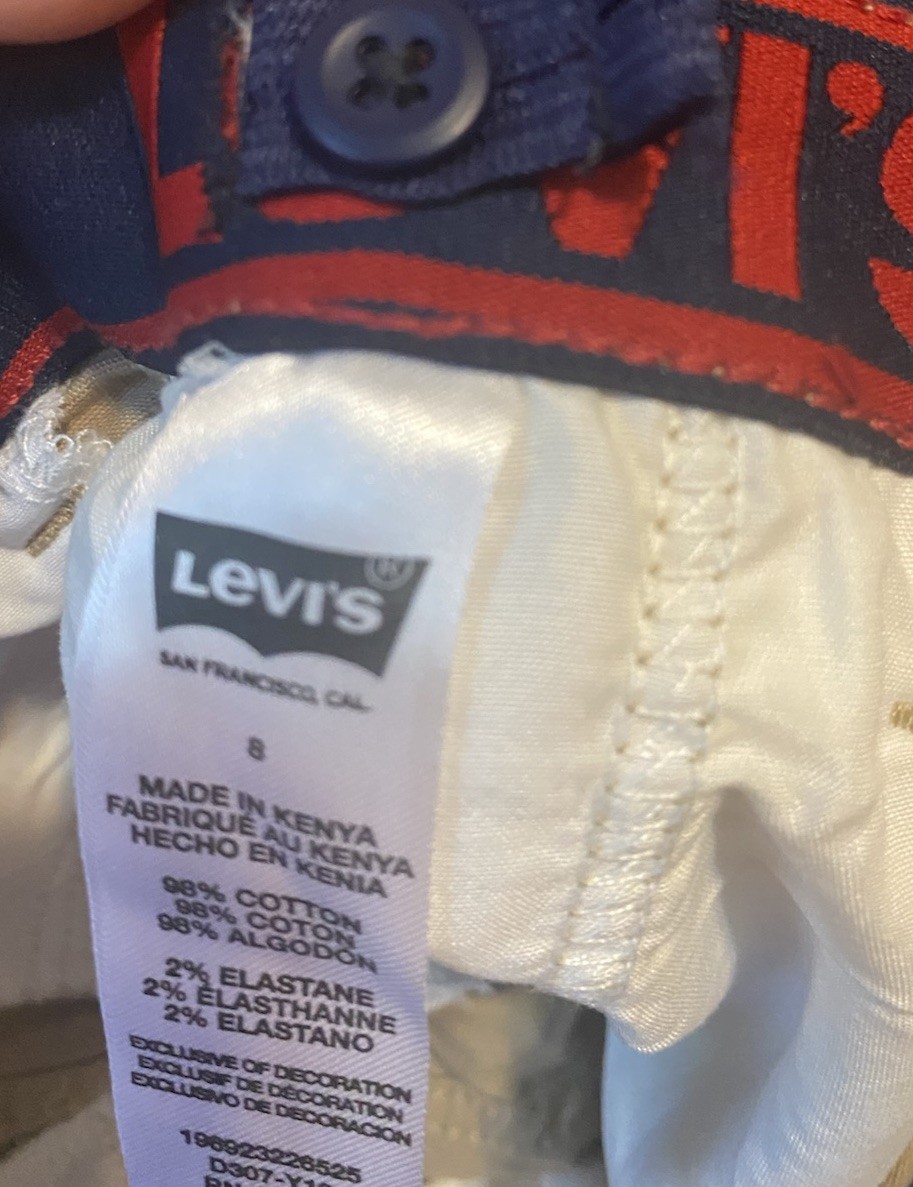 VI'S
LEVI'S®
SAN FRANCISCO, CAL.
8
MADE IN KENYA
FABRIQUÉ AU KENYA
HECHO EN KENIA
98% COTTON
98% COTON
98% ALGODÓN
2% ELASTANE
2% ÉLASTHANNE
2% ELASTANO
EXCLUSIVE OF DECORATION
EXCLUSIF DE DÉCORATION
EXCLUSIVO DE DECORACIÓN
196923226525